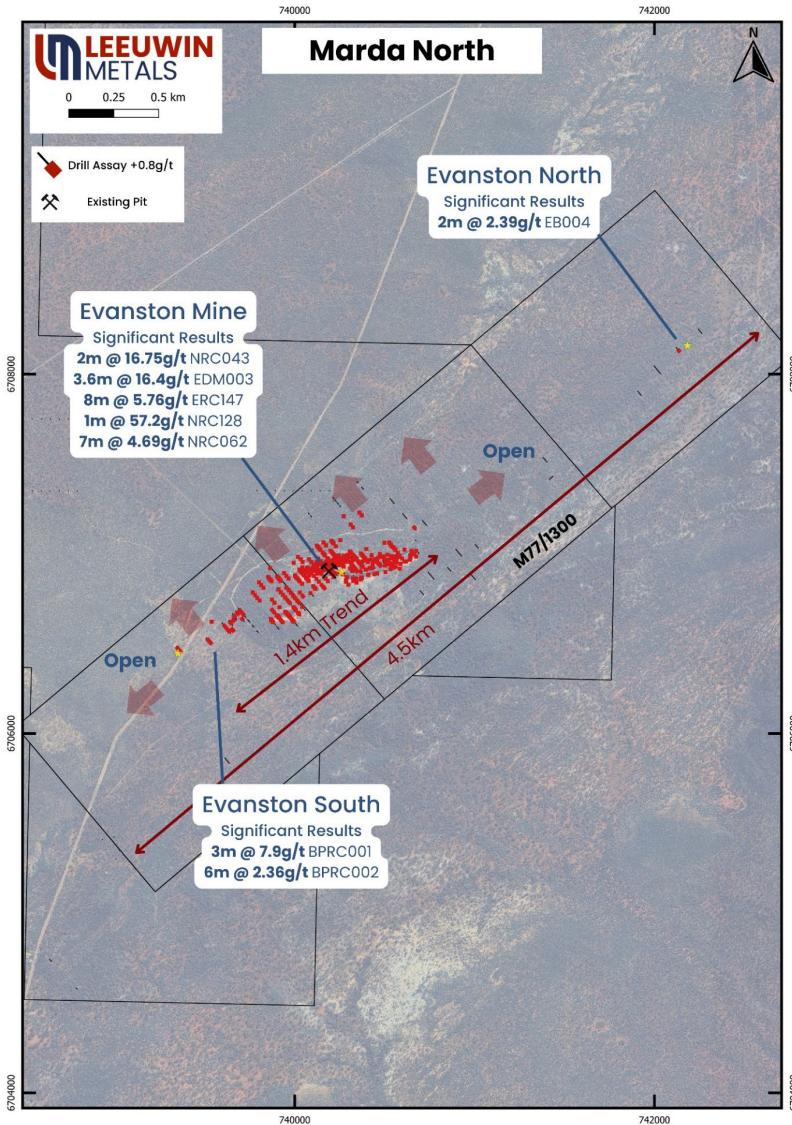 740000
742000
LEEUWIN
METALS
Marda North
N
0 0.25 0.5 km
Drill Assay +0.8g/t
Existing Pit
Evanston North
Significant Results
2m @ 2.39g/t EB004
Evanston Mine
Significant Results
2m @ 16.75g/t NRC043
3.6m @ 16.4g/t EDM003
8m @ 5.76g/t ERC147
1m @ 57.2g/t NRC128
7m @ 4.69g/t NRC062
6708000
6708000
Open
M77/1300
1.4km Trend
4.5km
Open
6706000
6706000
Evanston South
Significant Results
3m @ 7.9g/t BPRC001
6m @ 2.36g/t BPRC002
6704000
6704000
740000
742000